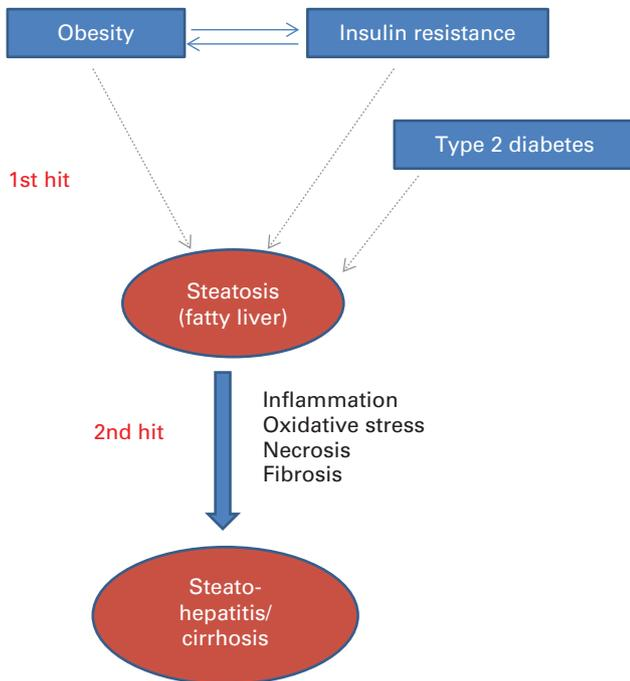 Obesity
Insulin resistance
Type 2 diabetes
1st hit
Steatosis
(fatty liver)
2nd hit
Inflammation
Oxidative stress
Necrosis
Fibrosis
Steato-
hepatitis/
cirrhosis